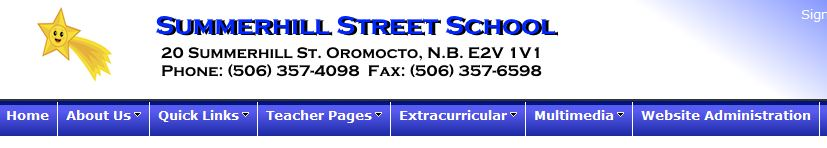 Sign
SUMMERHILL STREET SCHOOL
20 SUMMERHILL ST. OROMOCTO, N.B. E2V 1V1
PHONE: (506) 357-4098 FAX: (506) 357-6598
Home About Us Quick Links Teacher Pages Extracurricular Multimedia Website Administration